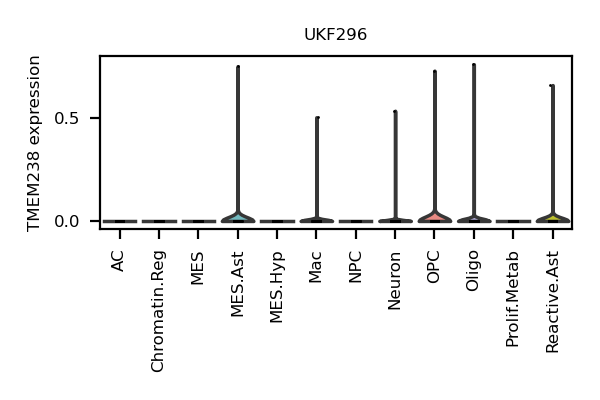 UKF296
TMEM238 expression
0.5
0.0
AC
Chromatin.Reg
MES
MES.Ast
MES.Hyp
Mac
NPC
Neuron
OPC
Oligo
Prolif.Metab
Reactive.Ast